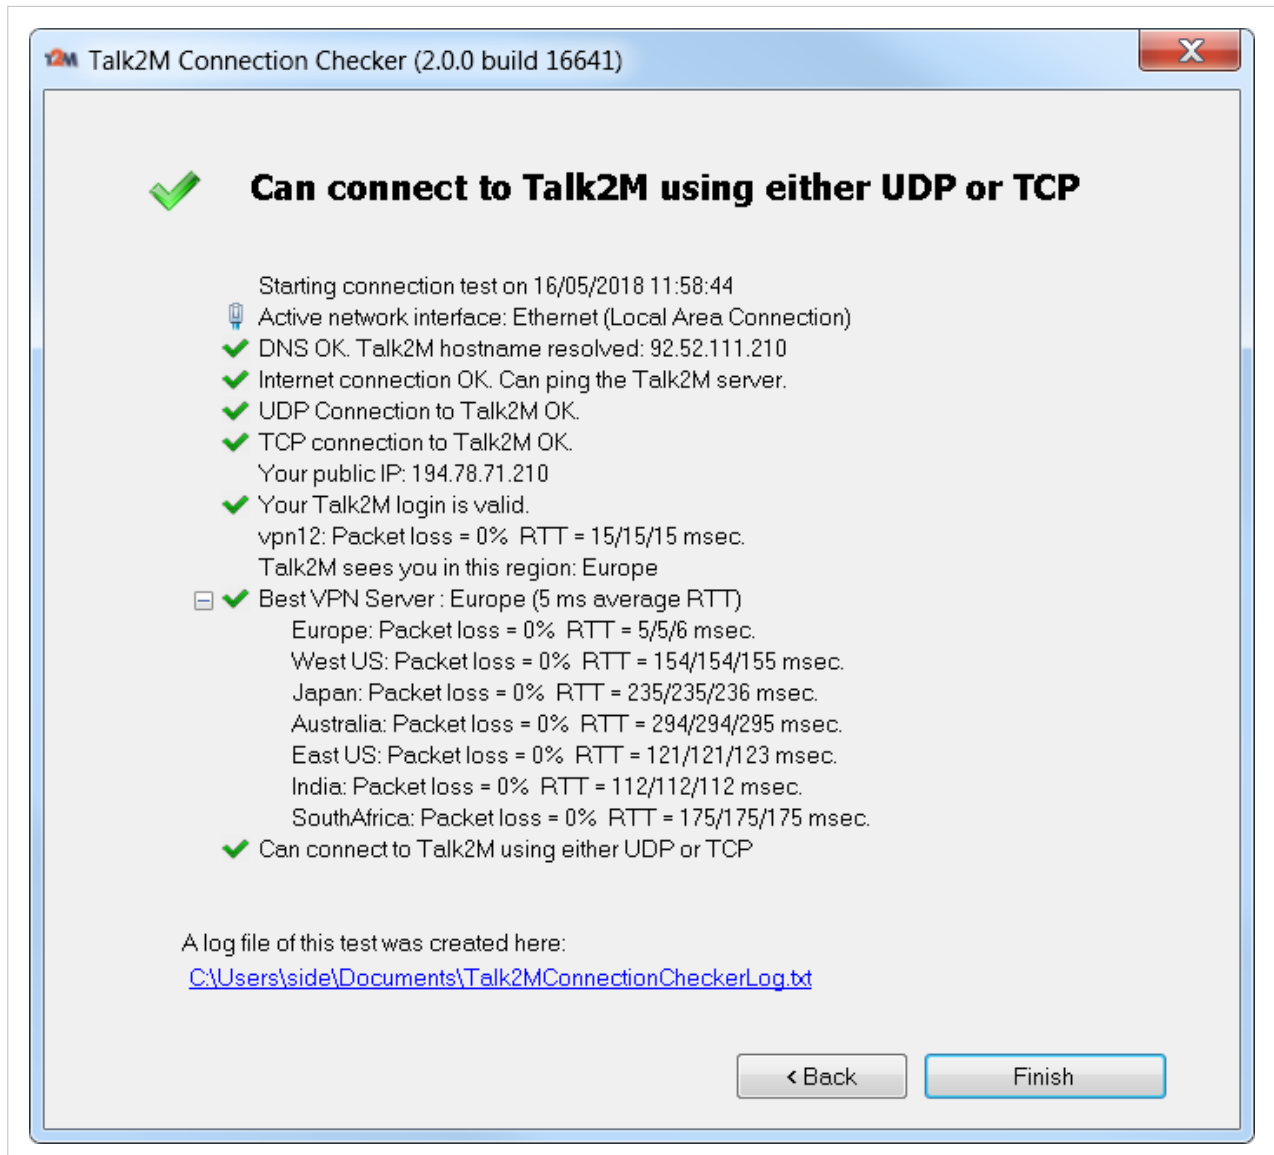 T2M Talk2M Connection Checker (2.0.0 build 16641) X
Can connect to Talk2M using either UDP or TCP
Starting connection test on 16/05/2018 11:58:44
Active network interface: Ethernet (Local Area Connection)
DNS OK. Talk2M hostname resolved: 92.52.111.210
Internet connection OK. Can ping the Talk2M server.
UDP Connection to Talk2M OK.
TCP connection to Talk2M OK.
Your public IP: 194.78.71.210
Your Talk2M login is valid.
vpn12: Packet loss = 0%  RTT = 15/15/15 msec.
Talk2M sees you in this region: Europe
Best VPN Server : Europe (5 ms average RTT)
Europe: Packet loss = 0%  RTT = 5/5/6 msec.
West US: Packet loss = 0%  RTT = 154/154/155 msec.
Japan: Packet loss = 0%  RTT = 235/235/236 msec.
Australia: Packet loss = 0%  RTT = 294/294/295 msec.
East US: Packet loss = 0%  RTT = 121/121/123 msec.
India: Packet loss = 0%  RTT = 112/112/112 msec.
SouthAfrica: Packet loss = 0%  RTT = 175/175/175 msec.
Can connect to Talk2M using either UDP or TCP
A log file of this test was created here:
C:\Users\side\Documents\Talk2MConnectionCheckerLog.txt
< Back
Finish